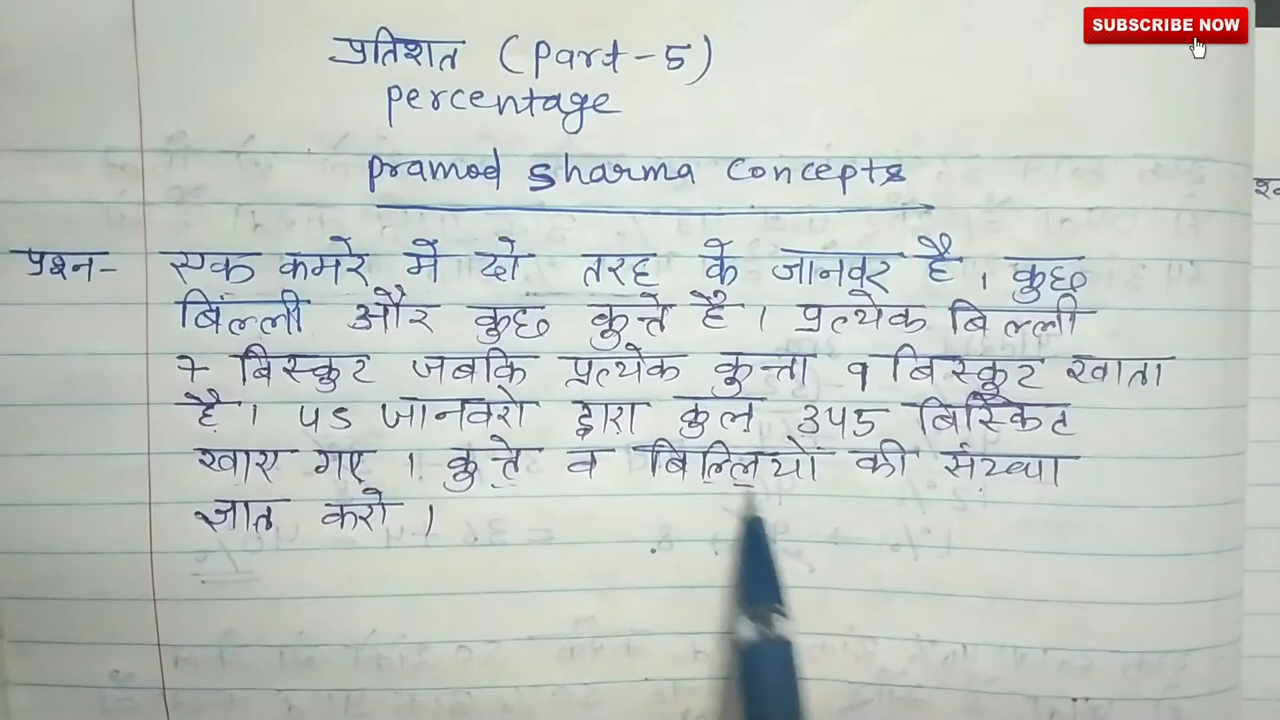 SUBSCRIBE NOW
प्रतिशत (Part-5)
percentage
pramod Sharma Concepts
प्रश्न- एक कमरे में दो तरह के जानवर है । कुछ
बिल्ली और कुछ कुत्ते है । प्रत्येक बिल्ली
7 बिस्कुट जबकि प्रत्येक कुत्ता 9 बिस्कूट खाता
है । 45 जानवरो द्वारा कुल 345 बिस्किट
खाए गए । कुत्ते व बिल्लियों की संख्या
ज्ञात करो ।